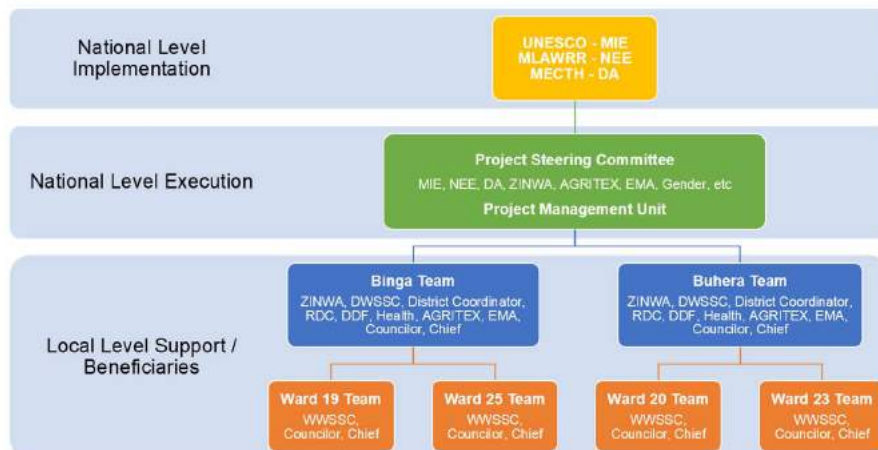 National Level
Implementation
UNESCO - MIE
MLAWRR - NEE
MECTH - DA
National Level Execution
Project Steering Committee
MIE, NEE, DA, ZINWA, AGRITEX, EMA, Gender, etc
Project Management Unit
Local Level Support /
Beneficiaries
Binga Team
ZINWA, DWSSC, District Coordinator,
RDC, DDF, Health, AGRITEX, EMA,
Councilor, Chief
Buhera Team
ZINWA, DWSSC, District Coordinator,
RDC, DDF, Health, AGRITEX, EMA,
Councilor, Chief
Ward 19 Team
WWSSC,
Councilor, Chief
Ward 25 Team
WWSSC,
Councilor, Chief
Ward 20 Team
WWSSC,
Councilor, Chief
Ward 23 Team
WWSSC,
Councilor, Chief